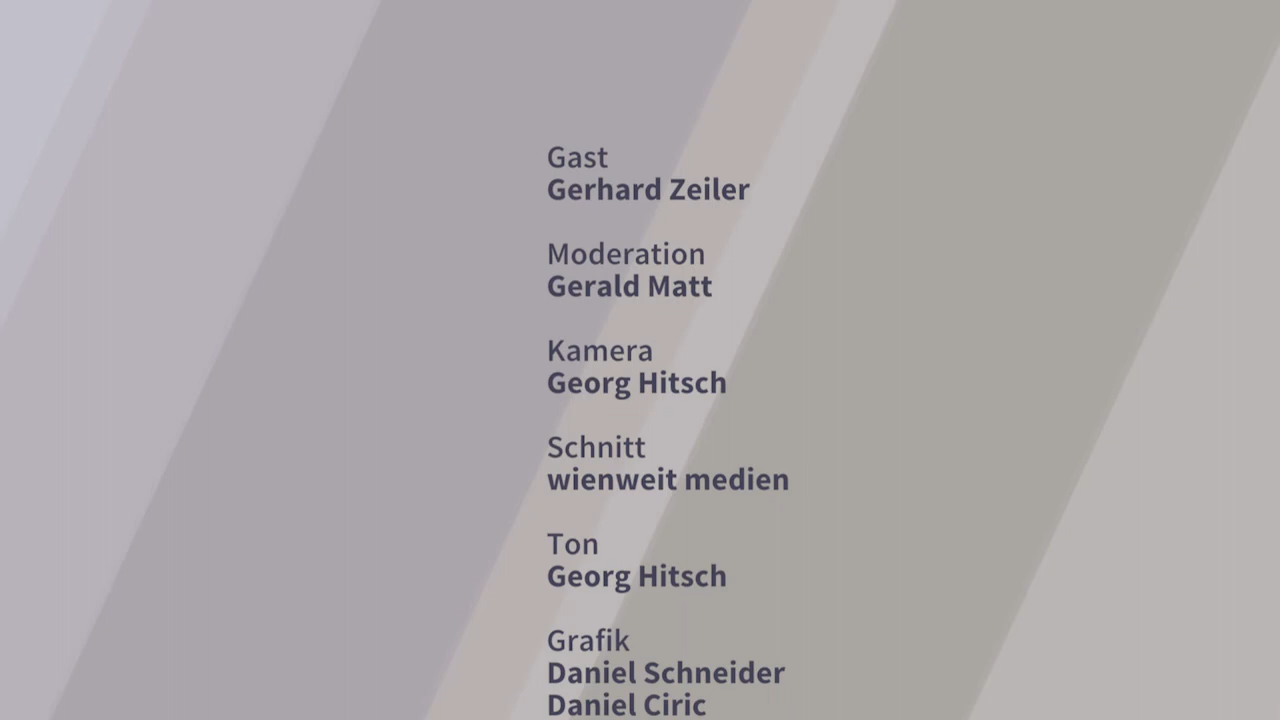 Gast
Gerhard Zeiler
Moderation
Gerald Matt
Kamera
Georg Hitsch
Schnitt
wienweit medien
Ton
Georg Hitsch
Grafik
Daniel Schneider
Daniel Ciric